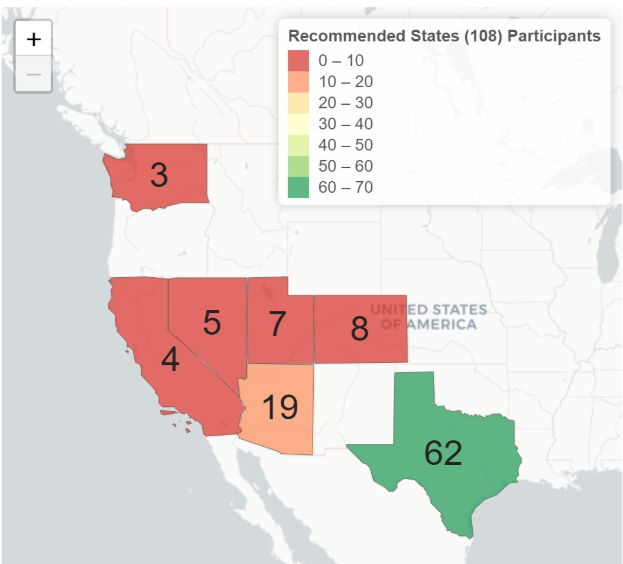 +
−
Recommended States (108) Participants
0 – 10
10 – 20
20 – 30
30 – 40
40 – 50
50 – 60
60 – 70
3
5
7
8
4
19
62
UNITED STATES
OF AMERICA